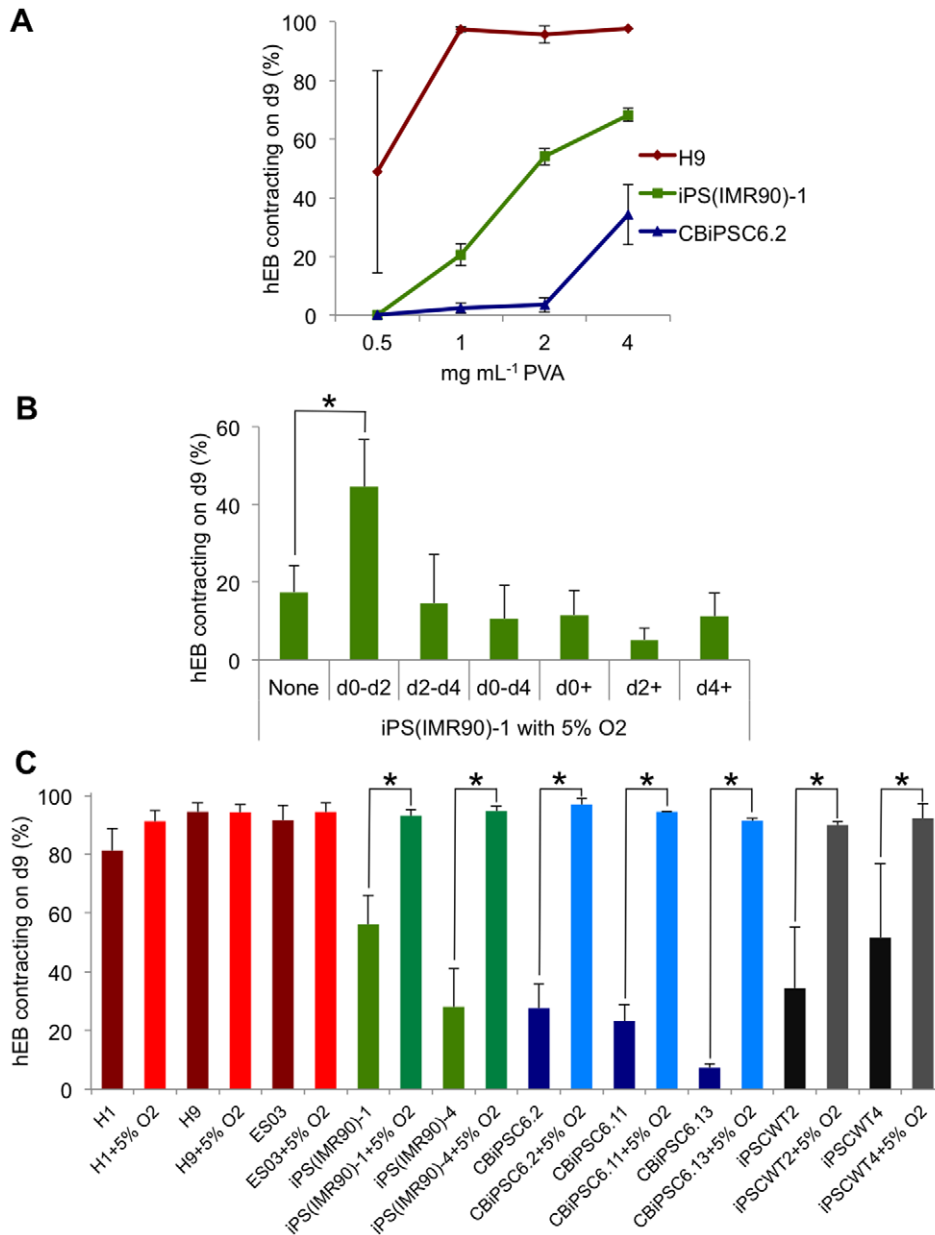 A
hEB contracting on d9 (%)
100
80
60
40
20
0
0.5 1 2 4
mg mL-1 PVA
H9
iPS(IMR90)-1
CBiPSC6.2
B
hEB contracting on d9 (%)
60
40
20
0
*
None d0-d2 d2-d4 d0-d4 d0+ d2+ d4+
iPS(IMR90)-1 with 5% O2
C
hEB contracting on d9 (%)
100
80
60
40
20
0
* * * * * * *
H1
H1+5% O2
H9
H9+5% O2
ES03
ES03+5% O2
iPS(IMR90)-1
iPS(IMR90)-1+5% O2
iPS(IMR90)-4
iPS(IMR90)-4+5% O2
CBiPSC6.2
CBiPSC6.2+5% O2
CBiPSC6.11
CBiPSC6.11+5% O2
CBiPSC6.13
CBiPSC6.13+5% O2
iPSCWT2
iPSCWT2+5% O2
iPSCWT4
iPSCWT4+5% O2